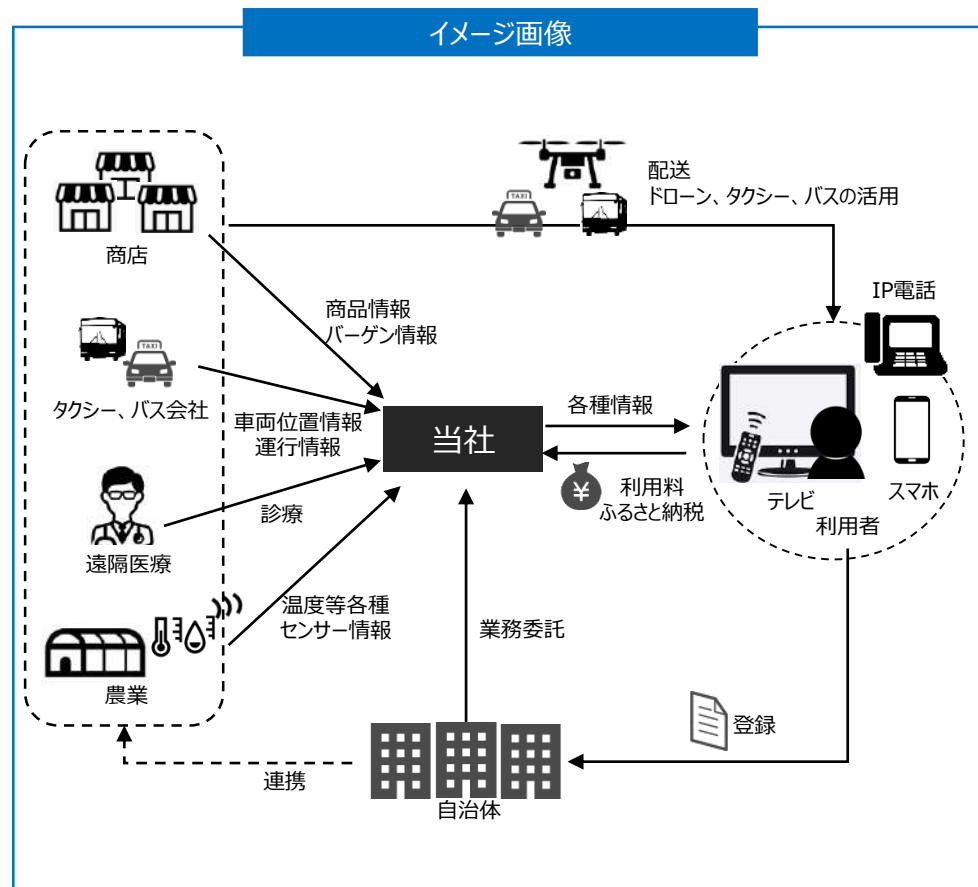 イメージ画像
配送
ドローン、タクシー、バスの活用
TAXI
商店
IP電話
商品情報
バーゲン情報
TAXI
タクシー、バス会社
車両位置情報
運行情報
当社
各種情報
¥
利用料
ふるさと納税
テレビ
スマホ
利用者
診療
遠隔医療
温度等各種
センサー情報
業務委託
農業
登録
連携
自治体